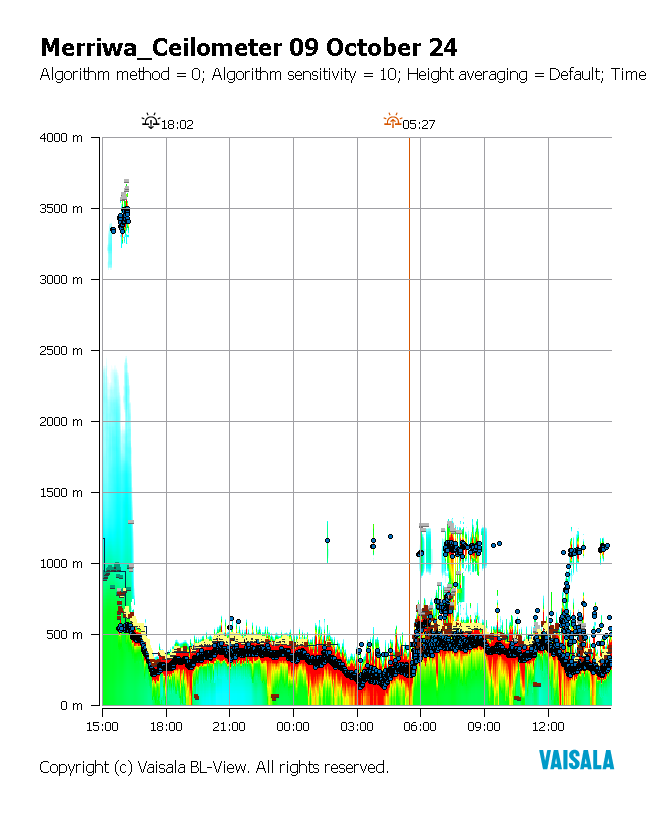 Merriwa_Ceilometer 09 October 24
Algorithm method = 0; Algorithm sensitivity = 10; Height averaging = Default; Time
18:02 05:27
4000 m
3500 m
3000 m
2500 m
2000 m
1500 m
1000 m
500 m
0 m
15:00 18:00 21:00 00:00 03:00 06:00 09:00 12:00
Copyright (c) Vaisala BL-View. All rights reserved.
VAISALA